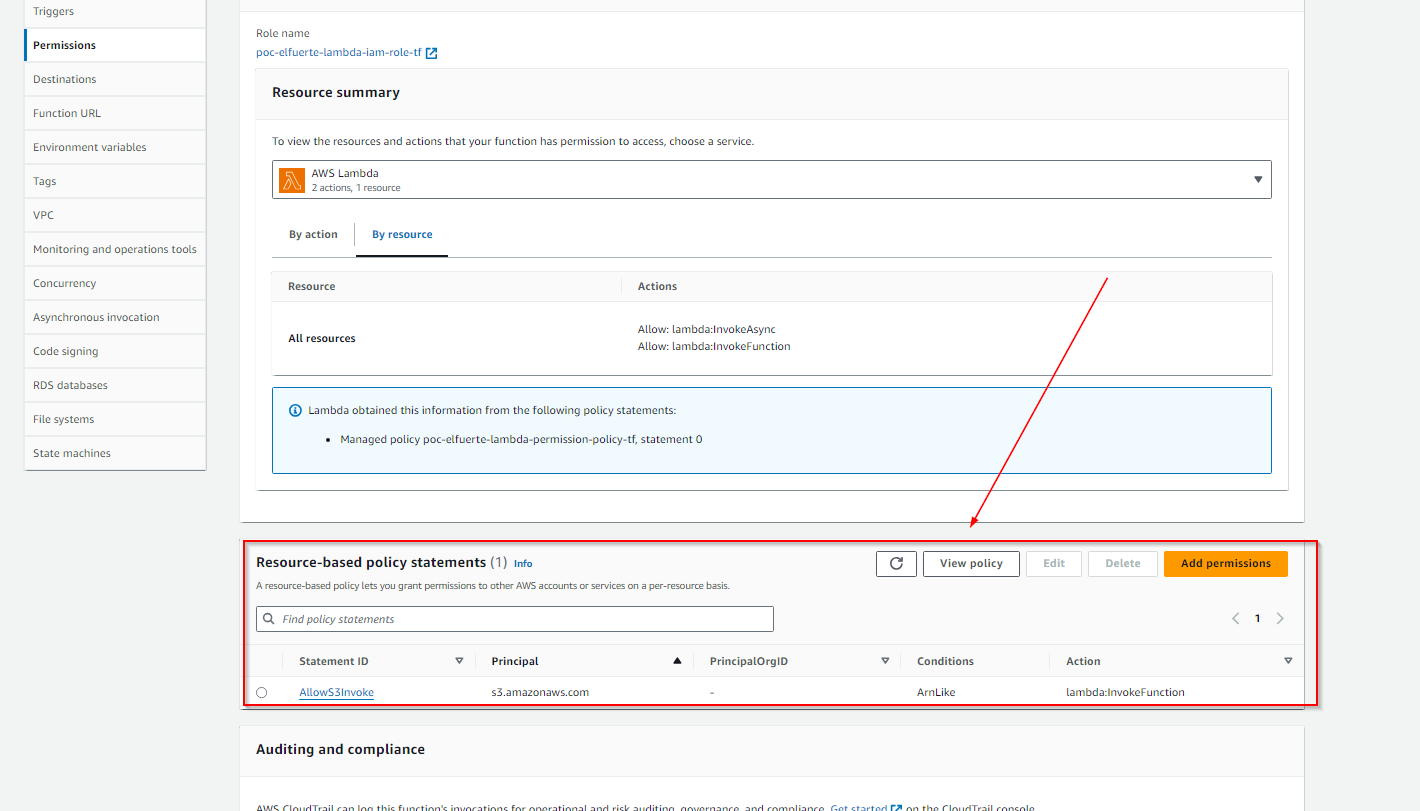 Triggers
Permissions
Destinations
Function URL
Environment variables
Tags
VPC
Monitoring and operations tools
Concurrency
Asynchronous invocation
Code signing
RDS databases
File systems
State machines
Role name
poc-elfuerte-lambda-iam-role-tf
Resource summary
To view the resources and actions that your function has permission to access, choose a service.
AWS Lambda
2 actions, 1 resource
By action By resource
Resource Actions
All resources
Allow: lambda:InvokeAsync
Allow: lambda:InvokeFunction
Lambda obtained this information from the following policy statements:
• Managed policy poc-elfuerte-lambda-permission-policy-tf, statement 0
Resource-based policy statements (1) Info View policy Edit Delete Add permissions
A resource-based policy lets you grant permissions to other AWS accounts or services on a per-resource basis.
Find policy statements 1
Statement ID Principal PrincipalOrgID Conditions Action
AllowS3Invoke s3.amazonaws.com - ArnLike lambda:InvokeFunction
Auditing and compliance
AWS CloudTrail can log this function's invocations for operational and risk auditing, governance, and compliance. Get started on the CloudTrail console.